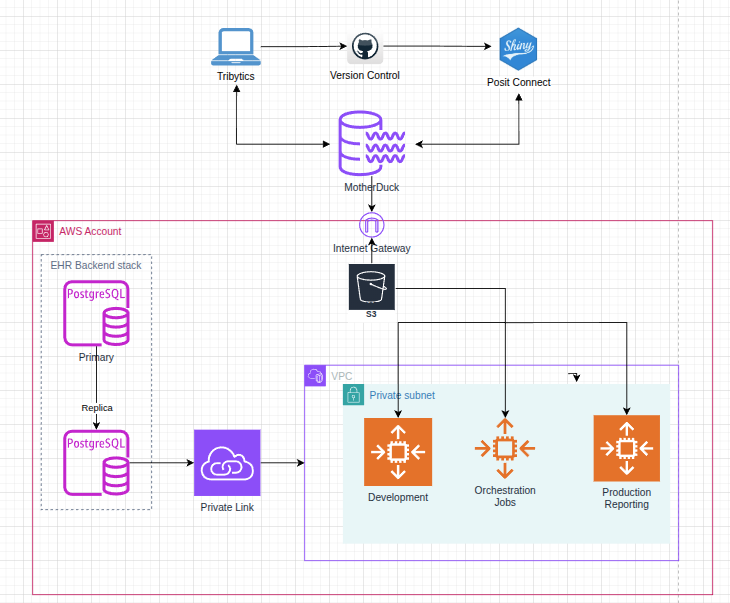 Shiny
Tribytics
Version Control
Posit Connect
MotherDuck
AWS Account
Internet Gateway
EHR Backend stack
PostgreSQL
S3
Primary
VPC
Private subnet
Replica
PostgreSQL
Development
Orchestration
Jobs
Production
Reporting
Private Link